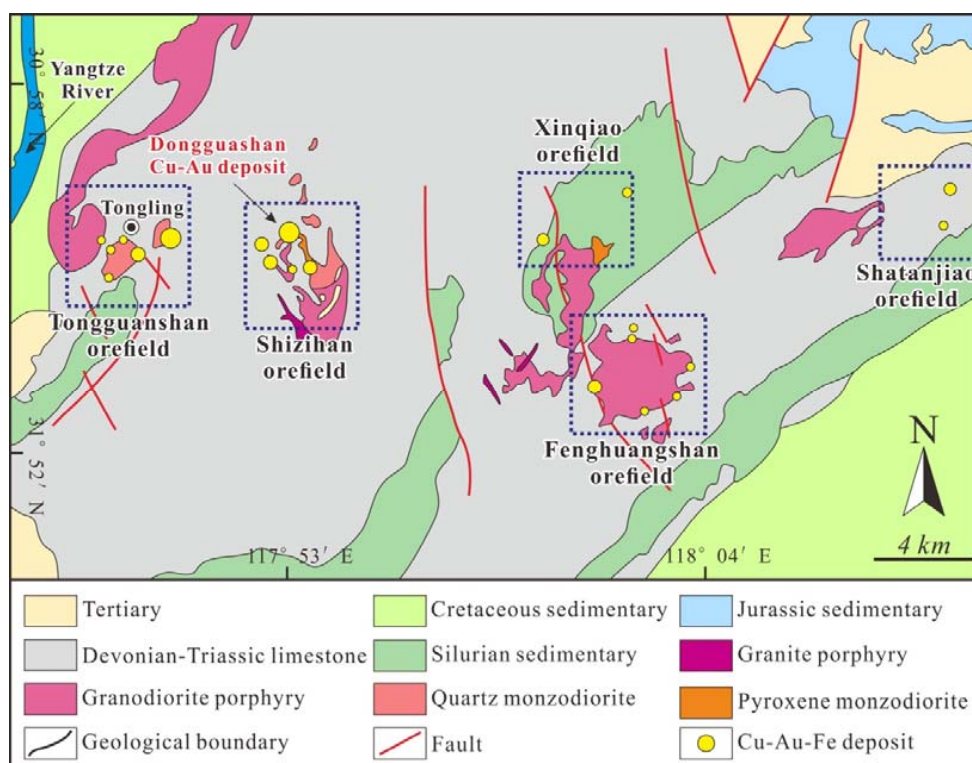 30° 58′ N
Yangtze
River
Dongguashan
Cu-Au deposit
Xinqiao
orefield
Tongling
Tongguanshan
orefield
Shizihan
orefield
Shatanjiao
orefield
Fenghuangshan
orefield
31° 52′ N
N
117° 53′ E
118° 04′ E
4 km
Tertiary
Cretaceous sedimentary
Jurassic sedimentary
Devonian-Triassic limestone
Silurian sedimentary
Granite porphyry
Granodiorite porphyry
Quartz monzodiorite
Pyroxene monzodiorite
Geological boundary
Fault
Cu-Au-Fe deposit